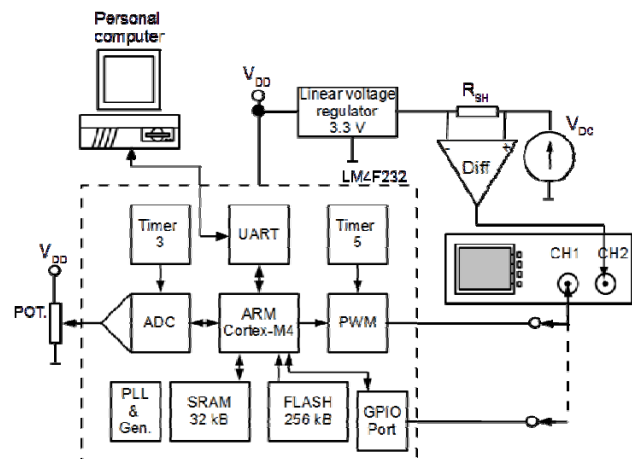 Personal
computer
V_DD
Linear voltage
regulator
3.3 V
R_SH
V_DC
- +
Diff
LM4F232
Timer
3
UART
Timer
5
CH1 CH2
V_DD
POT.
ADC
ARM
Cortex-M4
PWM
PLL
&
Gen.
SRAM
32 kB
FLASH
256 kB
GPIO
Port